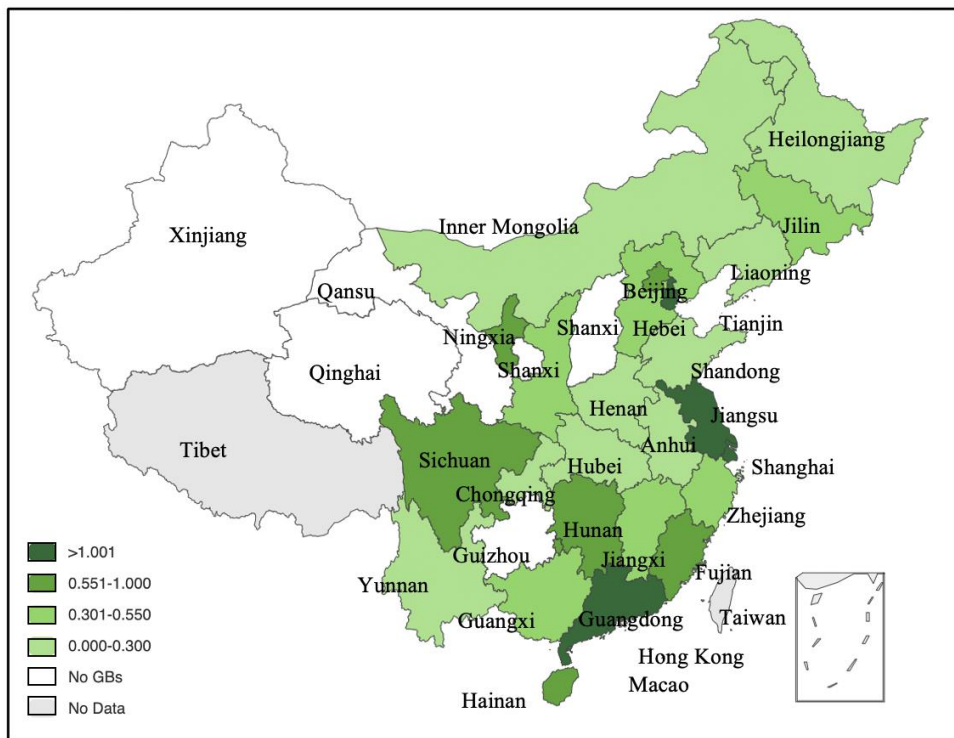 Heilongjiang
Jilin
Inner Mongolia
Xinjiang
Liaoning
Qansu
Beijing
Tianjin
Ningxia
Shanxi
Hebei
Qinghai
Shanxi
Shandong
Henan
Jiangsu
Tibet
Sichuan
Anhui
Hubei
Shanghai
Chongqing
Zhejiang
Hunan
Guizhou
Jiangxi
Yunnan
Fujian
Guangxi
Guangdong
Taiwan
Hong Kong
Macao
Hainan
>1.001
0.551-1.000
0.301-0.550
0.000-0.300
No GBs
No Data